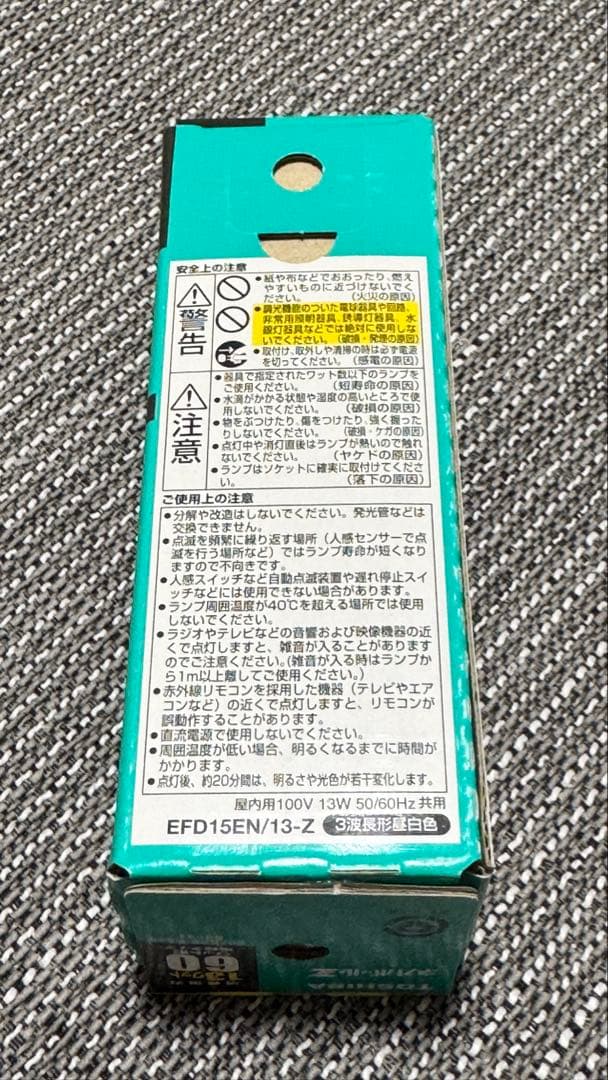 安全上の注意
警告
●紙や布などでおおったり、燃え
やすいものに近づけないでく
ださい。 (火災の原因)
●調光機能のついた電球器具や回路、
非常用照明器具、誘導灯器具、水
銀灯器具などでは絶対に使用しな
いでください。 (破損・発煙の原因)
●取付け、取外しや清掃の時は必ず電源
を切ってください。 (感電の原因)
注意
●器具で指定されたワット数以下のランプを
ご使用ください。 (短寿命の原因)
●水滴がかかる状態や湿度の高いところで使
用しないでください。 (破損の原因)
●物をぶつけたり、傷をつけたり、強く握った
りしないでください。 (破損・ケガの原因)
●点灯中や消灯直後はランプが熱いので触れ
ないでください。 (ヤケドの原因)
●ランプはソケットに確実に取付けてくださ
い。 (落下の原因)
ご使用上の注意
●分解や改造はしないでください。発光管などは
交換できません。
●点滅を頻繁に繰り返す場所(人感センサーで点
滅を行う場所など)ではランプ寿命が短くなり
ますので不向きです。
●人感スイッチなど自動点滅装置や遅れ停止スイ
ッチなどには使用できない場合があります。
●ランプ周囲温度が40℃を超える場所では使用
しないでください。
●ラジオやテレビなどの音響および映像機器の近
くで点灯しますと、雑音が入ることがあります
のでご注意ください。(雑音が入る時はランプか
ら1m以上離してご使用ください。)
●赤外線リモコンを採用した機器(テレビやエア
コンなど)の近くで点灯しますと、リモコンが
誤動作することがあります。
●直流電源で使用しないでください。
●周囲温度が低い場合、明るくなるまでに時間が
かかります。
●点灯後、約20分間は、明るさや光色が若干変化します。
屋内用100V 13W 50/60Hz 共用
EFD15EN/13-Z 3波長形昼白色
TOSHIBA
ネオボールZ
13ワット
60